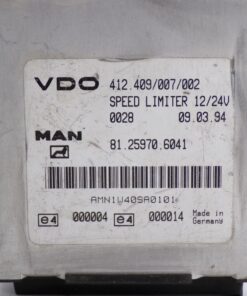 VDO 412.409/007/002
SPEED LIMITER 12/24V
0028 09.03.94
MAN 81.25970.6041
AMN1U40SA0101
e4 000004 e4 000014 Made in Germany